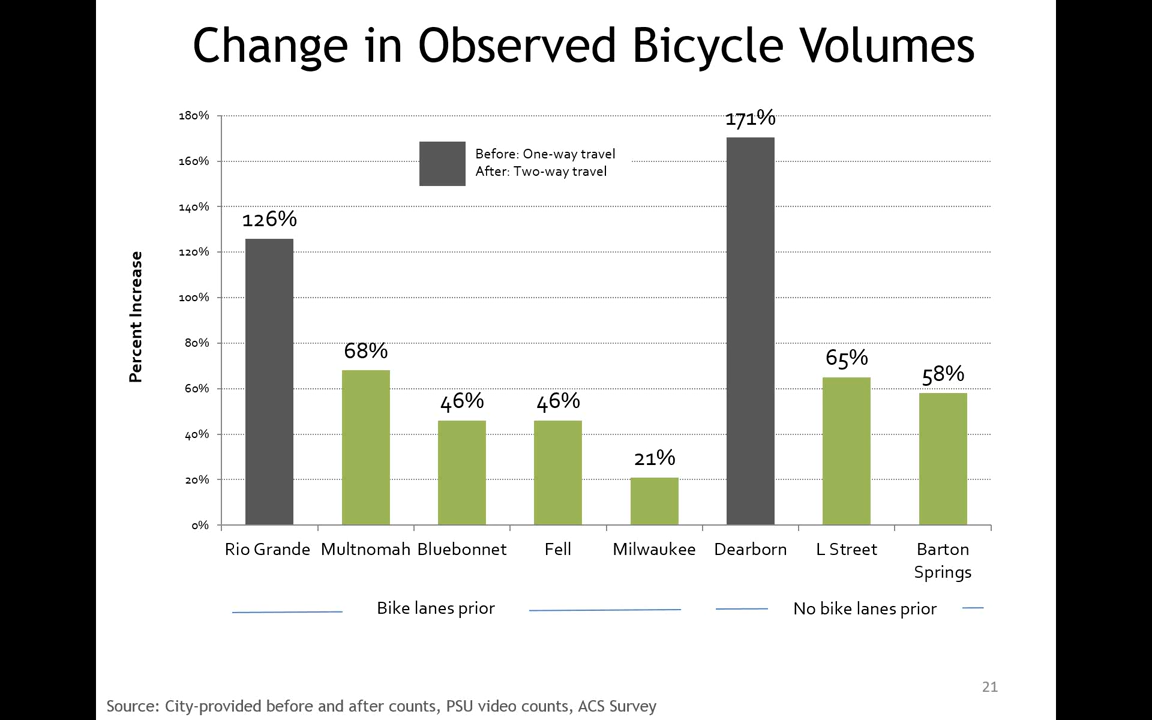 Change in Observed Bicycle Volumes
180%
160%
140%
120%
100%
80%
60%
40%
20%
0%
Percent Increase
Before: One-way travel
After: Two-way travel
126%
68%
46%
46%
21%
171%
65%
58%
Rio Grande
Multnomah
Bluebonnet
Fell
Milwaukee
Dearborn
L Street
Barton
Springs
Bike lanes prior
No bike lanes prior
21
Source: City-provided before and after counts, PSU video counts, ACS Survey